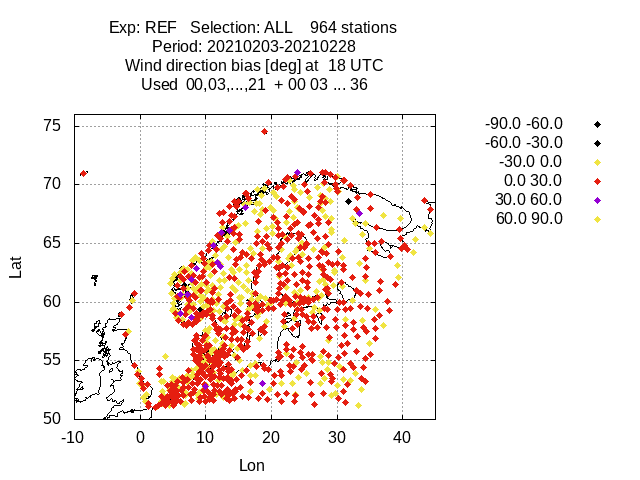 Exp: REF   Selection: ALL    964 stations
Period: 20210203-20210228
Wind direction bias [deg] at  18 UTC
Used  00,03,...,21  + 00 03 ... 36
-90.0 -60.0
-60.0 -30.0
-30.0 0.0
0.0 30.0
30.0 60.0
60.0 90.0
75
70
65
60
55
50
Lat
-10 0 10 20 30 40
Lon